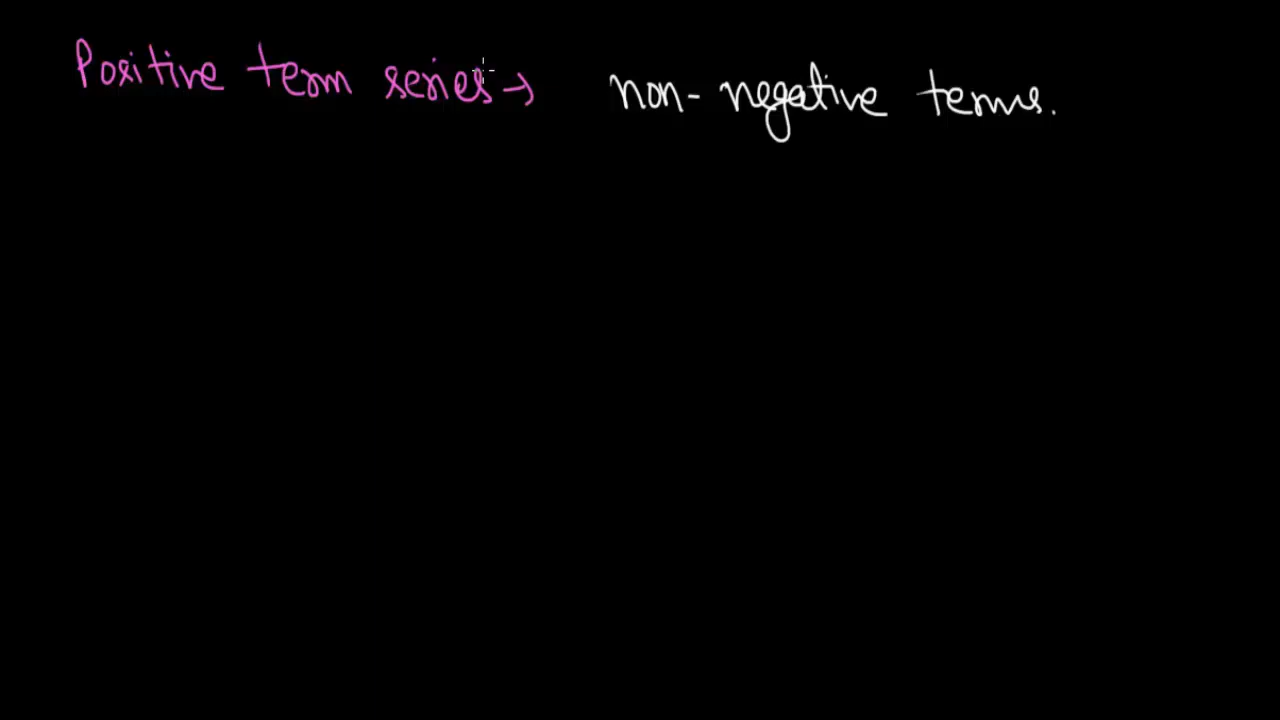 Positive term series → non-negative terms.